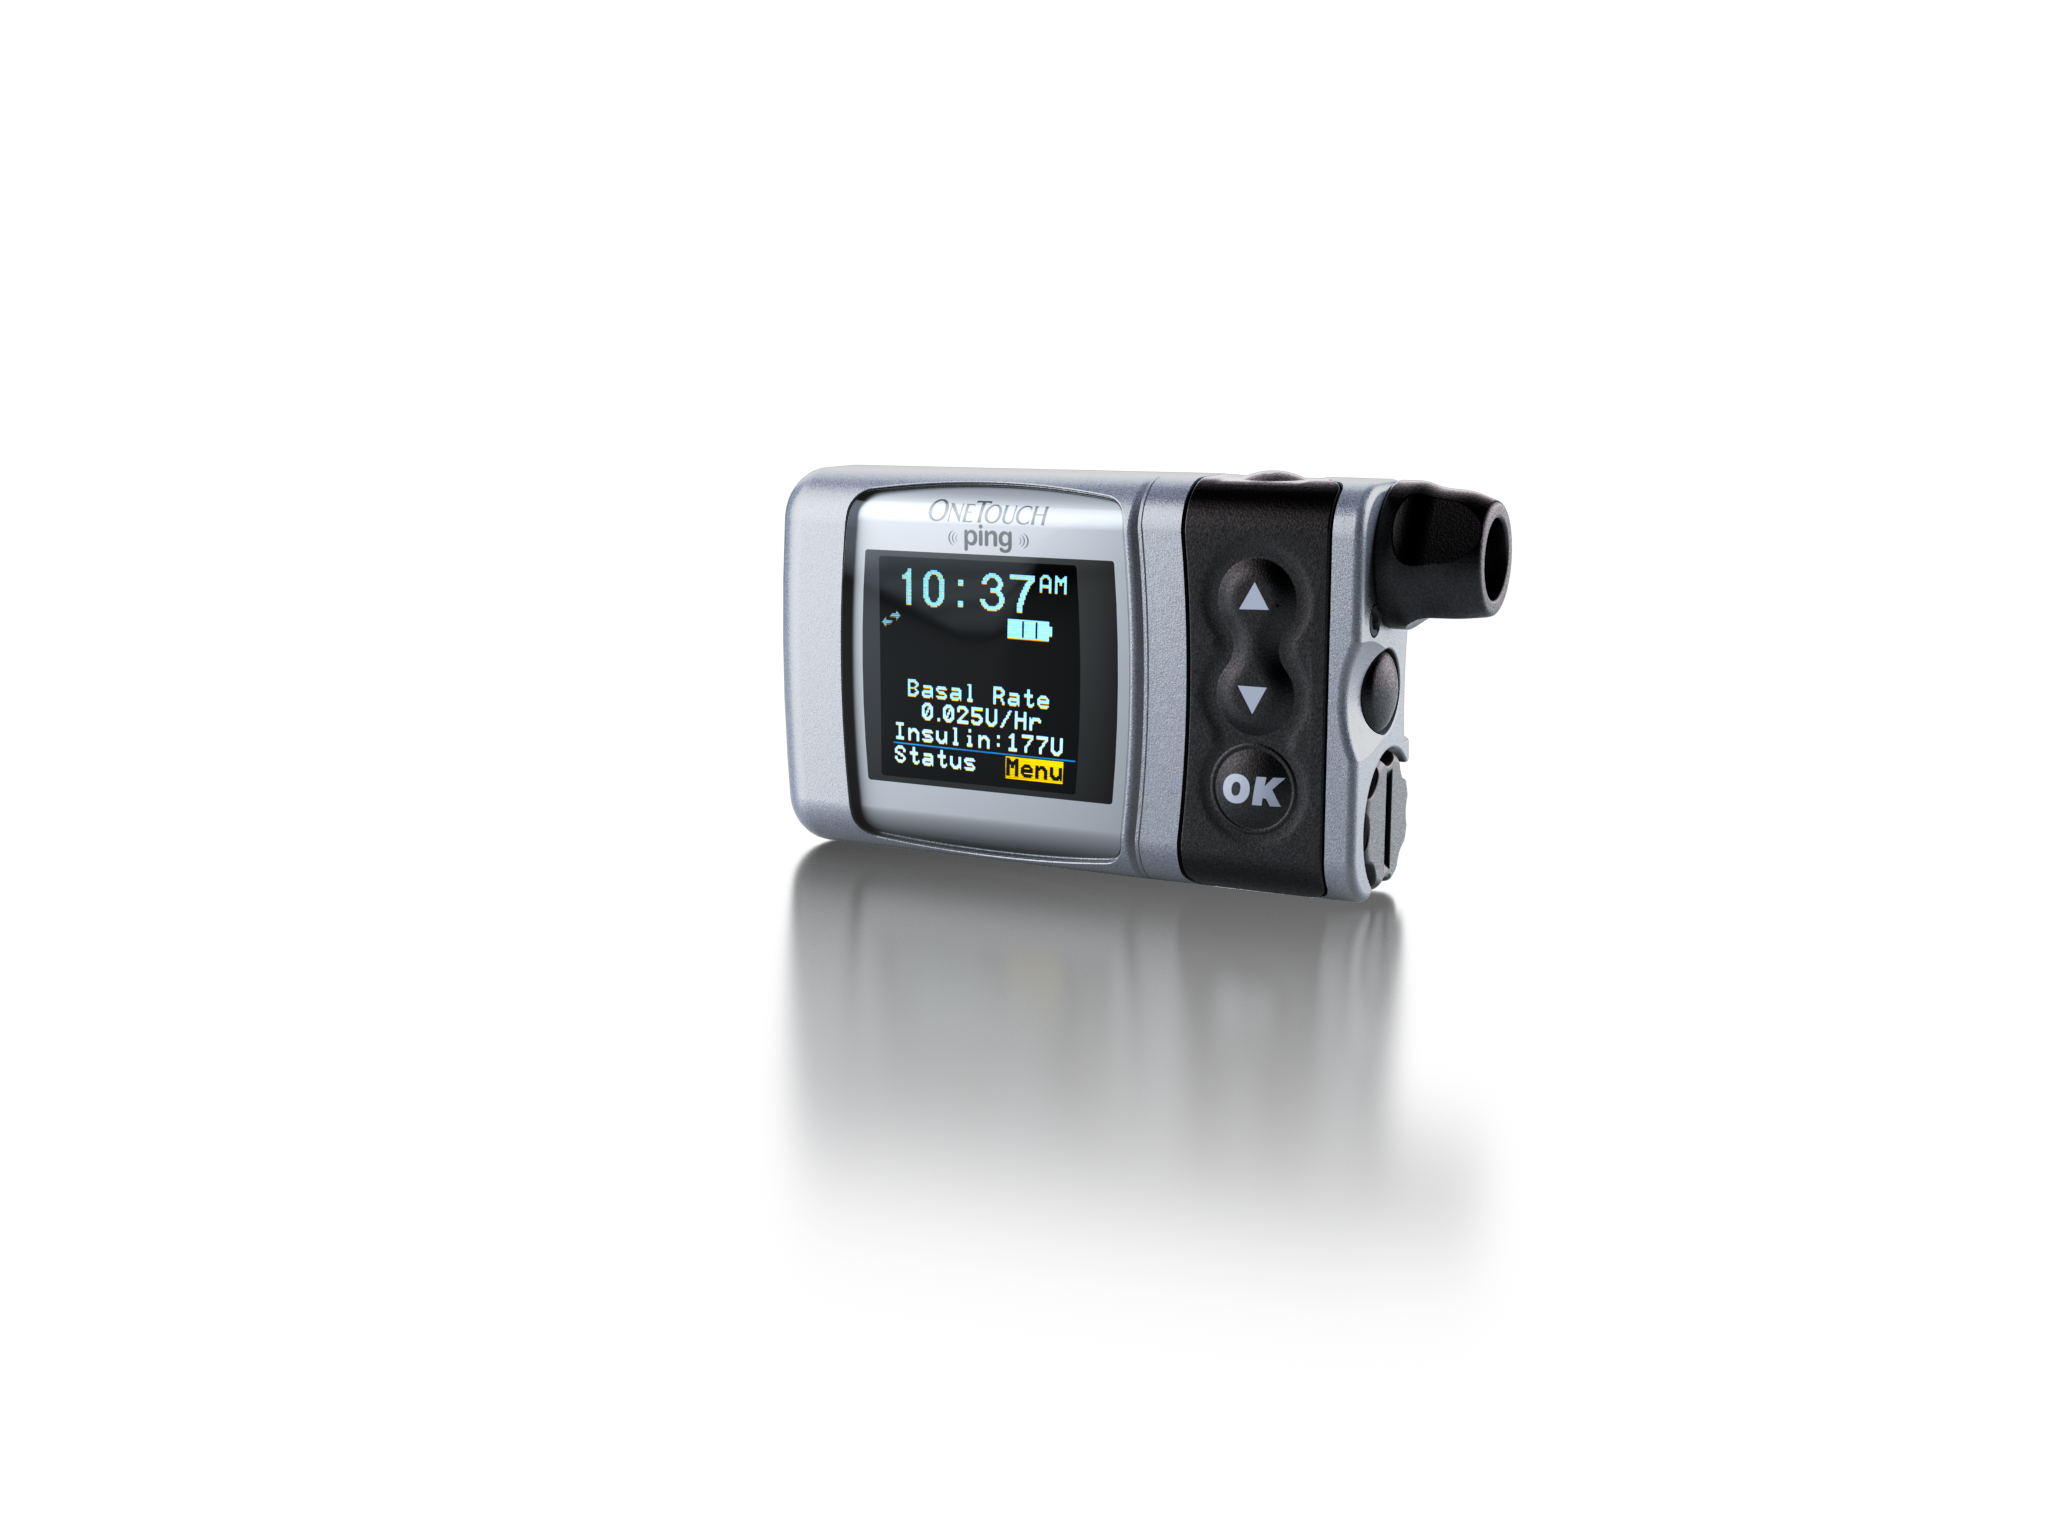 ONETOUCH
ping
10:37AM
Basal Rate
0.025U/Hr
Insulin:177U
Status Menu
OK